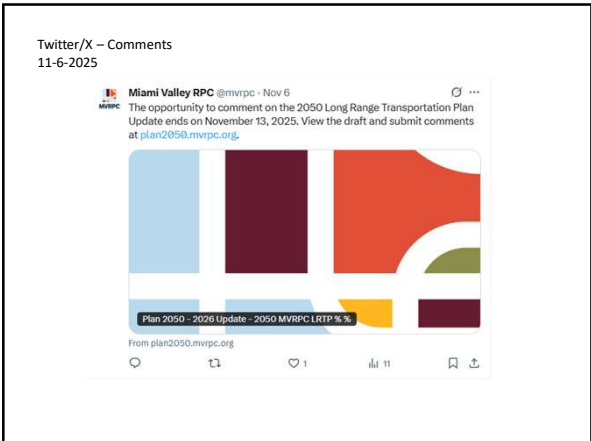 Twitter/X – Comments
11-6-2025
Miami Valley RPC @mvrpc · Nov 6
MVRPC
The opportunity to comment on the 2050 Long Range Transportation Plan
Update ends on November 13, 2025. View the draft and submit comments
at plan2050.mvrpc.org.
Plan 2050 - 2026 Update - 2050 MVRPC LRTP % %
From plan2050.mvrpc.org
1
11